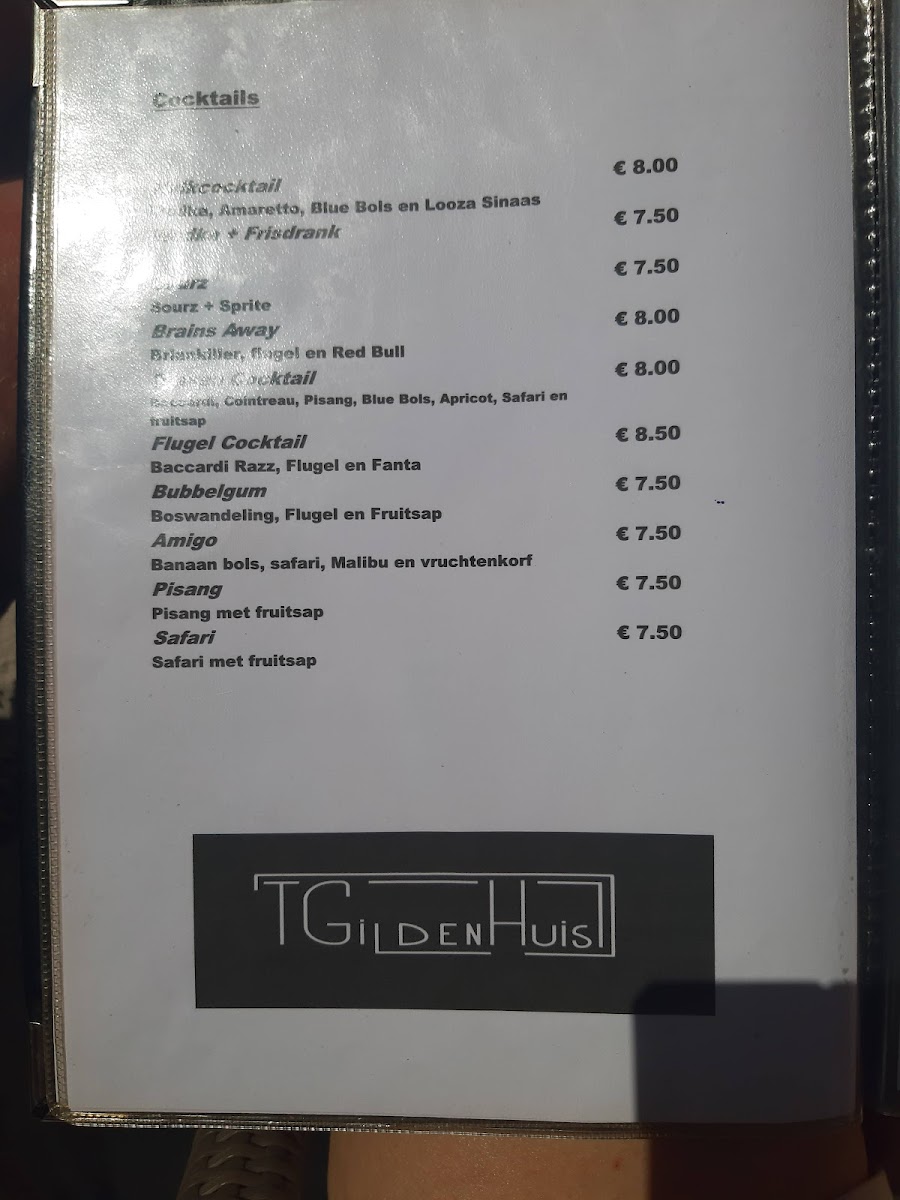 Cocktails
€ 8.00
Amaretto, Blue Bols en Looza Sinaas
€ 7.50
+ Frisdrank
€ 7.50
Sourz + Sprite
€ 8.00
Brains Away
Briankilier, flugel en Red Bull
€ 8.00
Cocktail
Baccardi, Cointreau, Pisang, Blue Bols, Apricot, Safari en
fruitsap
Flugel Cocktail € 8.50
Baccardi Razz, Flugel en Fanta
Bubbelgum € 7.50
Boswandeling, Flugel en Fruitsap
Amigo € 7.50
Banaan bols, safari, Malibu en vruchtenkorf
Pisang € 7.50
Pisang met fruitsap
Safari € 7.50
Safari met fruitsap
TGILDENHUIS